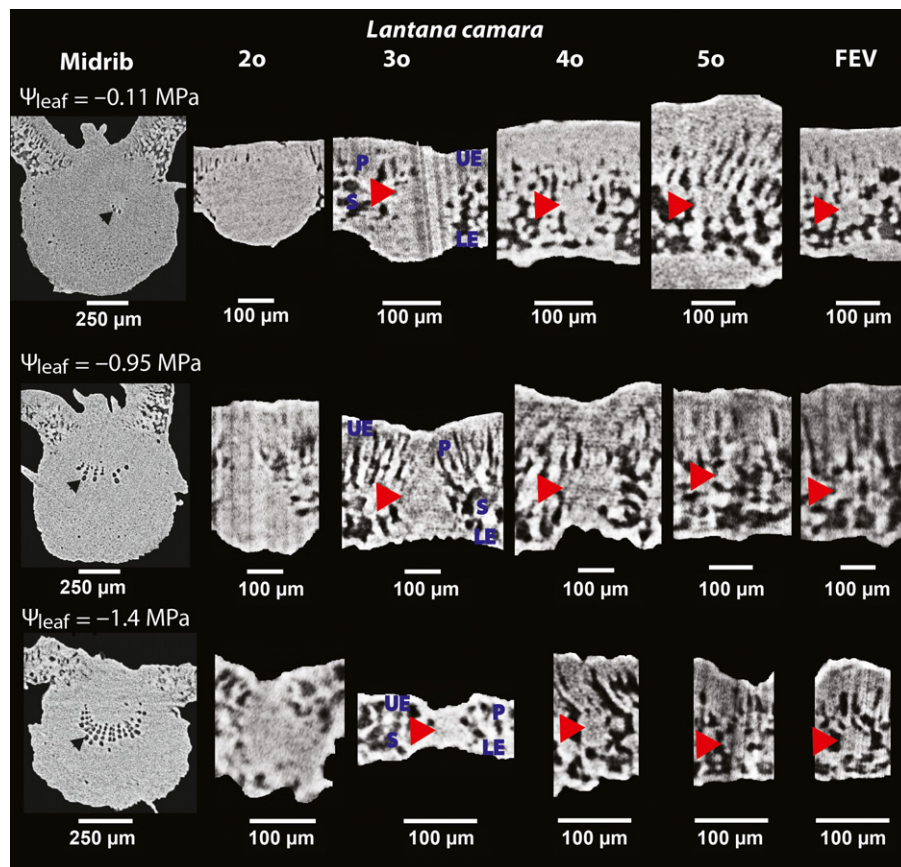 Lantana camara
Midrib 2o 3o 4o 5o FEV
Ψleaf = –0.11 MPa
P UE
S
LE
250 µm 100 µm 100 µm 100 µm 100 µm 100 µm
Ψleaf = –0.95 MPa
UE P
S
LE
250 µm 100 µm 100 µm 100 µm 100 µm 100 µm
Ψleaf = –1.4 MPa
UE P
S LE
250 µm 100 µm 100 µm 100 µm 100 µm 100 µm